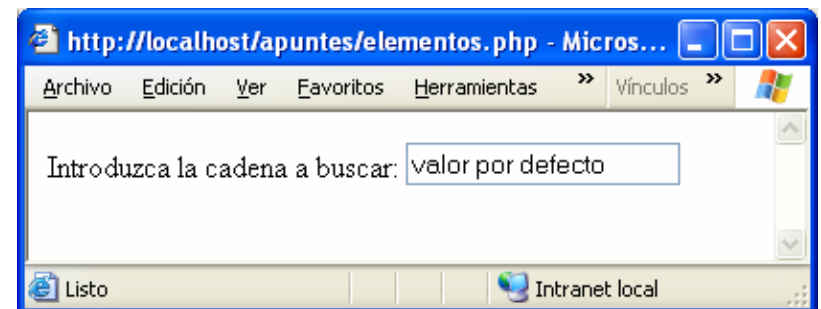 http://localhost/apuntes/elementos.php - Micros...
Archivo Edición Ver Favoritos Herramientas » Vínculos »
Introduzca la cadena a buscar: valor por defecto
Listo Intranet local